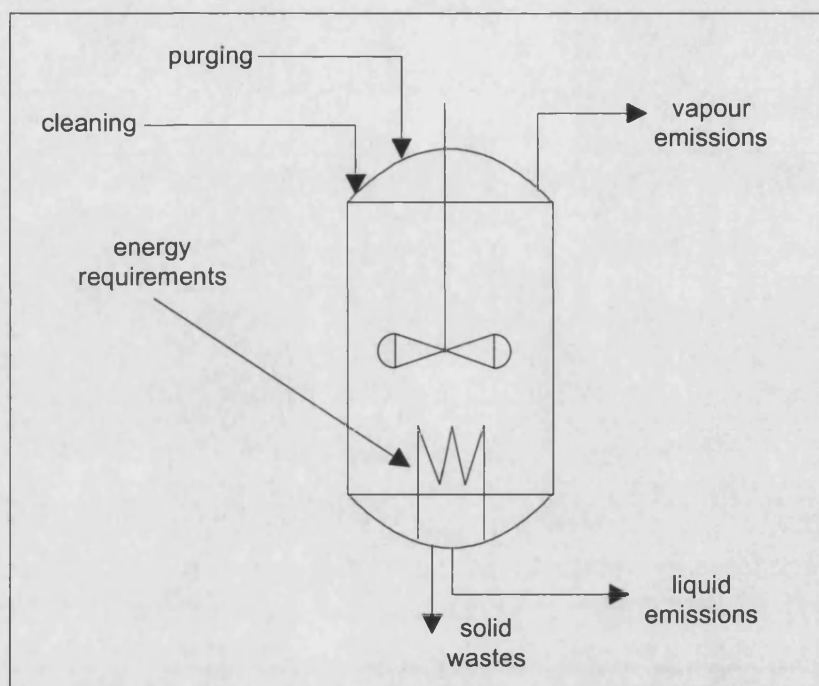 purging
cleaning
vapour
emissions
energy
requirements
liquid
emissions
solid
wastes